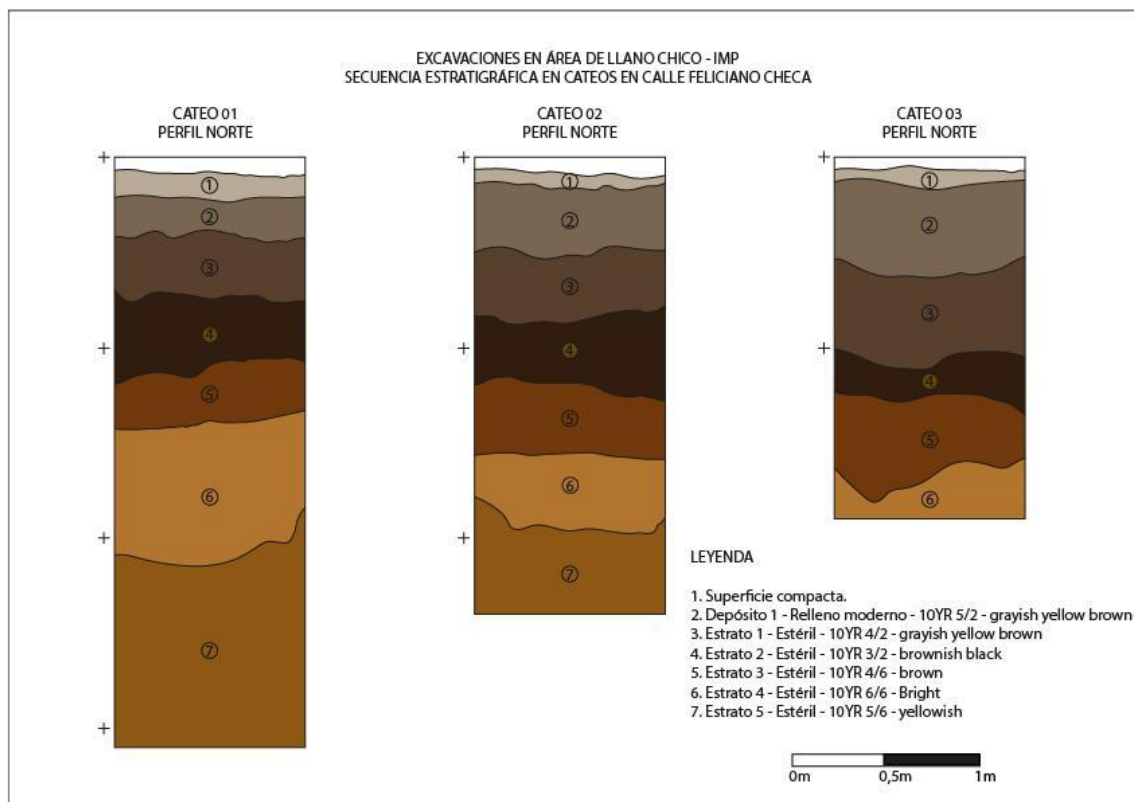 EXCAVACIONES EN ÁREA DE LLANO CHICO - IMP
SECUENCIA ESTRATIGRÁFICA EN CATEOS EN CALLE FELICIANO CHECA
CATEO 01
PERFIL NORTE
1
2
3
4
5
6
7
CATEO 02
PERFIL NORTE
1
2
3
4
5
6
7
CATEO 03
PERFIL NORTE
1
2
3
4
5
6
LEYENDA
1. Superficie compacta.
2. Depósito 1 - Relleno moderno - 10YR 5/2 - grayish yellow brown
3. Estrato 1 - Estéril - 10YR 4/2 - grayish yellow brown
4. Estrato 2 - Estéril - 10YR 3/2 - brownish black
5. Estrato 3 - Estéril - 10YR 4/6 - brown
6. Estrato 4 - Estéril - 10YR 6/6 - Bright
7. Estrato 5 - Estéril - 10YR 5/6 - yellowish
0m 0,5m 1m